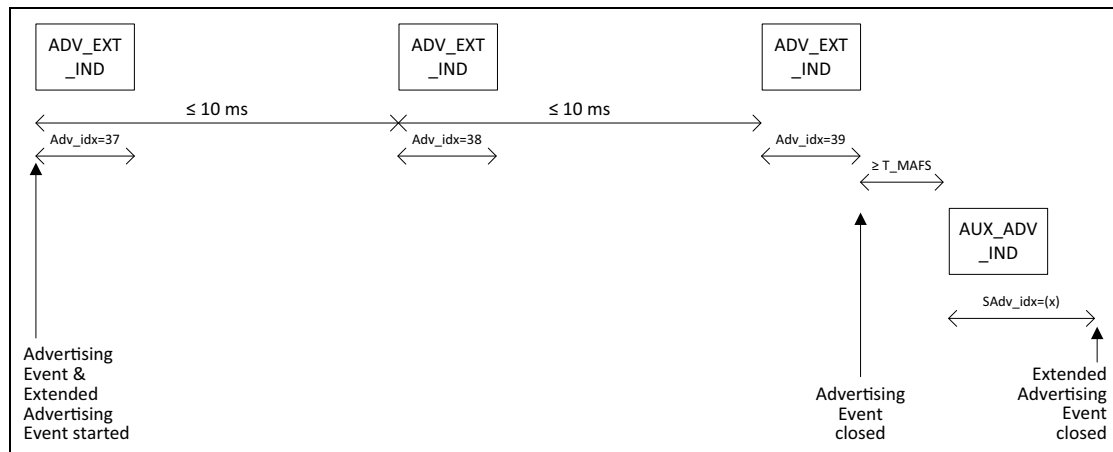 ADV_EXT
_IND
ADV_EXT
_IND
ADV_EXT
_IND
≤ 10 ms
≤ 10 ms
Adv_idx=37
Adv_idx=38
Adv_idx=39
≥ T_MAFS
AUX_ADV
_IND
SAdv_idx=(x)
Advertising
Event &
Extended
Advertising
Event started
Advertising
Event
closed
Extended
Advertising
Event
closed